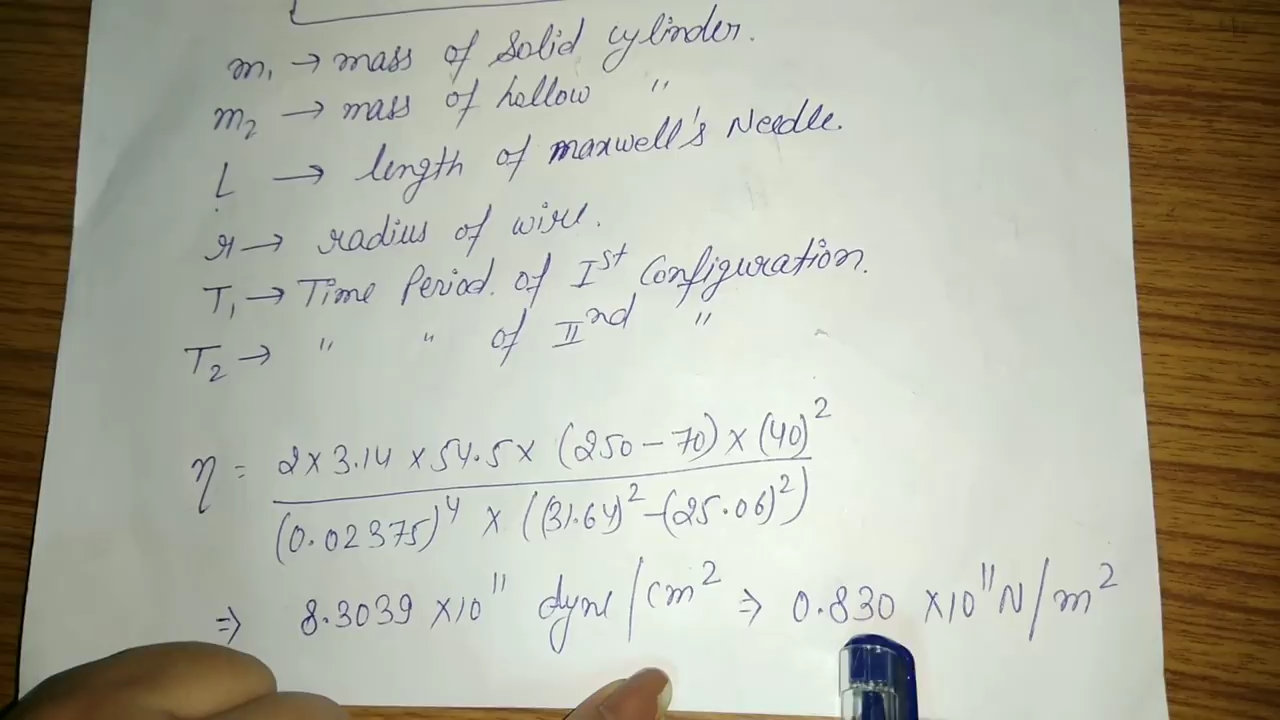 m₁ → mass of Solid cylinder.
m₂ → mass of hollow "
L → length of maxwell's Needle.
r → radius of wire.
T₁ → Time Period. of Iˢᵗ Configuration.
T₂ → " " of IIⁿᵈ "
η = 2 × 3.14 × 54.5 × (250 − 70) × (40)² / (0.02375)⁴ × ((31.64)² − (25.06)²)
⇒ 8.3039 × 10¹¹ dyne/cm² ⇒ 0.830 × 10¹¹ N/m²